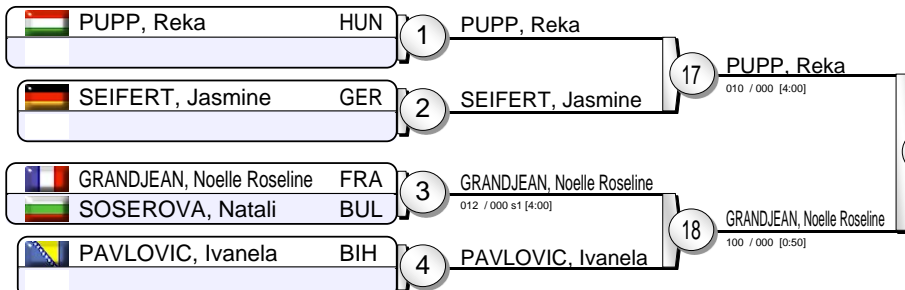 PUPP, Reka HUN
1
PUPP, Reka
17
PUPP, Reka
010 / 000 [4:00]
SEIFERT, Jasmine GER
2
SEIFERT, Jasmine
GRANDJEAN, Noelle Roseline FRA
SOSEROVA, Natali BUL
3
GRANDJEAN, Noelle Roseline
012 / 000 s1 [4:00]
18
GRANDJEAN, Noelle Roseline
100 / 000 [0:50]
PAVLOVIC, Ivanela BIH
4
PAVLOVIC, Ivanela